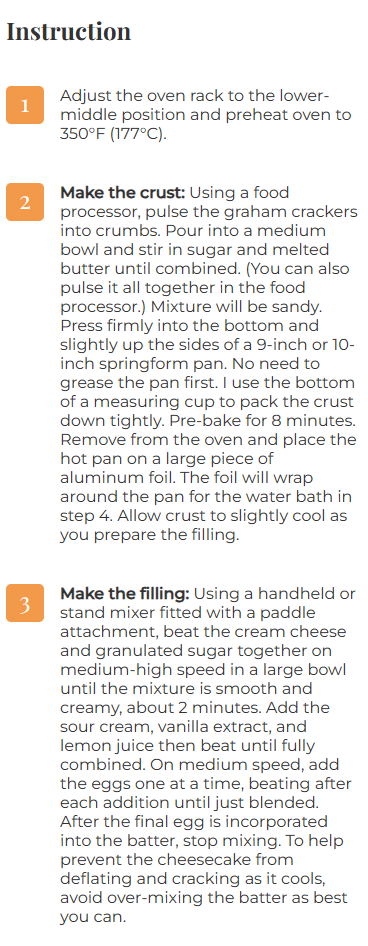 Instruction
1
Adjust the oven rack to the lower-
middle position and preheat oven to
350°F (177°C).
2
Make the crust: Using a food
processor, pulse the graham crackers
into crumbs. Pour into a medium
bowl and stir in sugar and melted
butter until combined. (You can also
pulse it all together in the food
processor.) Mixture will be sandy.
Press firmly into the bottom and
slightly up the sides of a 9-inch or 10-
inch springform pan. No need to
grease the pan first. I use the bottom
of a measuring cup to pack the crust
down tightly. Pre-bake for 8 minutes.
Remove from the oven and place the
hot pan on a large piece of
aluminum foil. The foil will wrap
around the pan for the water bath in
step 4. Allow crust to slightly cool as
you prepare the filling.
3
Make the filling: Using a handheld or
stand mixer fitted with a paddle
attachment, beat the cream cheese
and granulated sugar together on
medium-high speed in a large bowl
until the mixture is smooth and
creamy, about 2 minutes. Add the
sour cream, vanilla extract, and
lemon juice then beat until fully
combined. On medium speed, add
the eggs one at a time, beating after
each addition until just blended.
After the final egg is incorporated
into the batter, stop mixing. To help
prevent the cheesecake from
deflating and cracking as it cools,
avoid over-mixing the batter as best
you can.